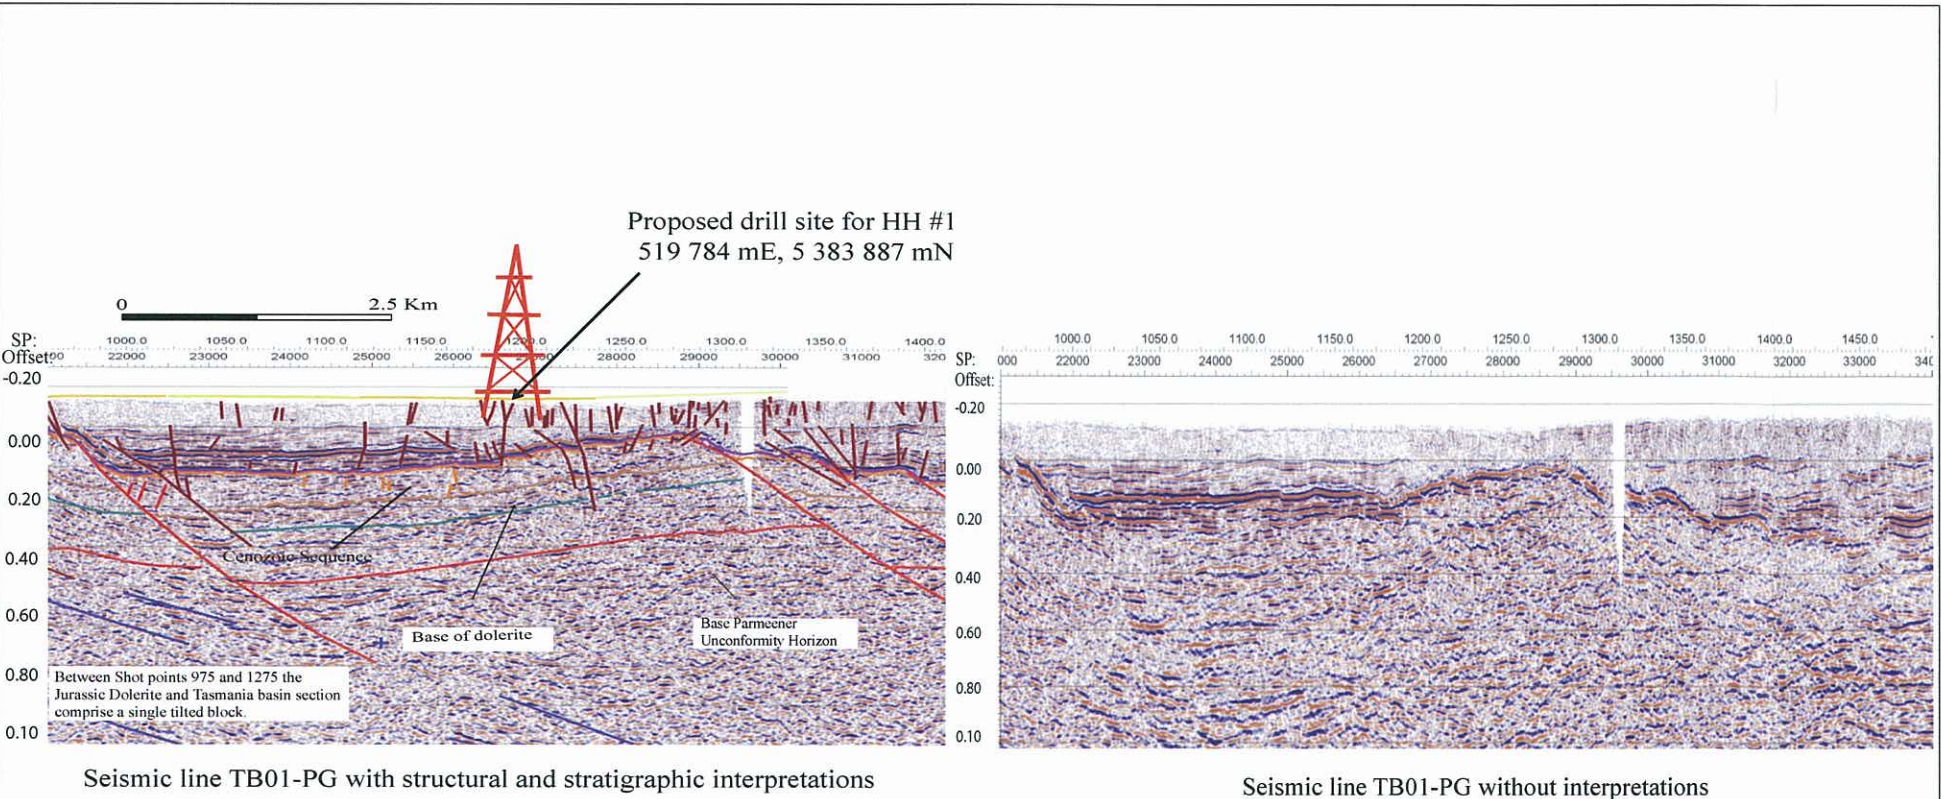 Proposed drill site for HH #1
519 784 mE, 5 383 887 mN
0 2.5 Km
SP: 1000.0 1050.0 1100.0 1150.0 1200.0 1250.0 1300.0 1350.0 1400.0
Offset: 22000 23000 24000 25000 26000 28000 29000 30000 31000 320
-0.20
0.00
0.20
0.40
0.60
0.80
0.10
Cenozoic Sequence
Base of dolerite
Base Parmeener
Unconformity Horizon
Between Shot points 975 and 1275 the
Jurassic Dolerite and Tasmania basin section
comprise a single tilted block.
Seismic line TB01-PG with structural and stratigraphic interpretations
1000.0 1050.0 1100.0 1150.0 1200.0 1250.0 1300.0 1350.0 1400.0 1450.0
SP: 000 22000 23000 24000 25000 26000 27000 28000 29000 30000 31000 32000 33000 340
Offset:
-0.20
0.00
0.20
0.40
0.60
0.80
0.10
Seismic line TB01-PG without interpretations